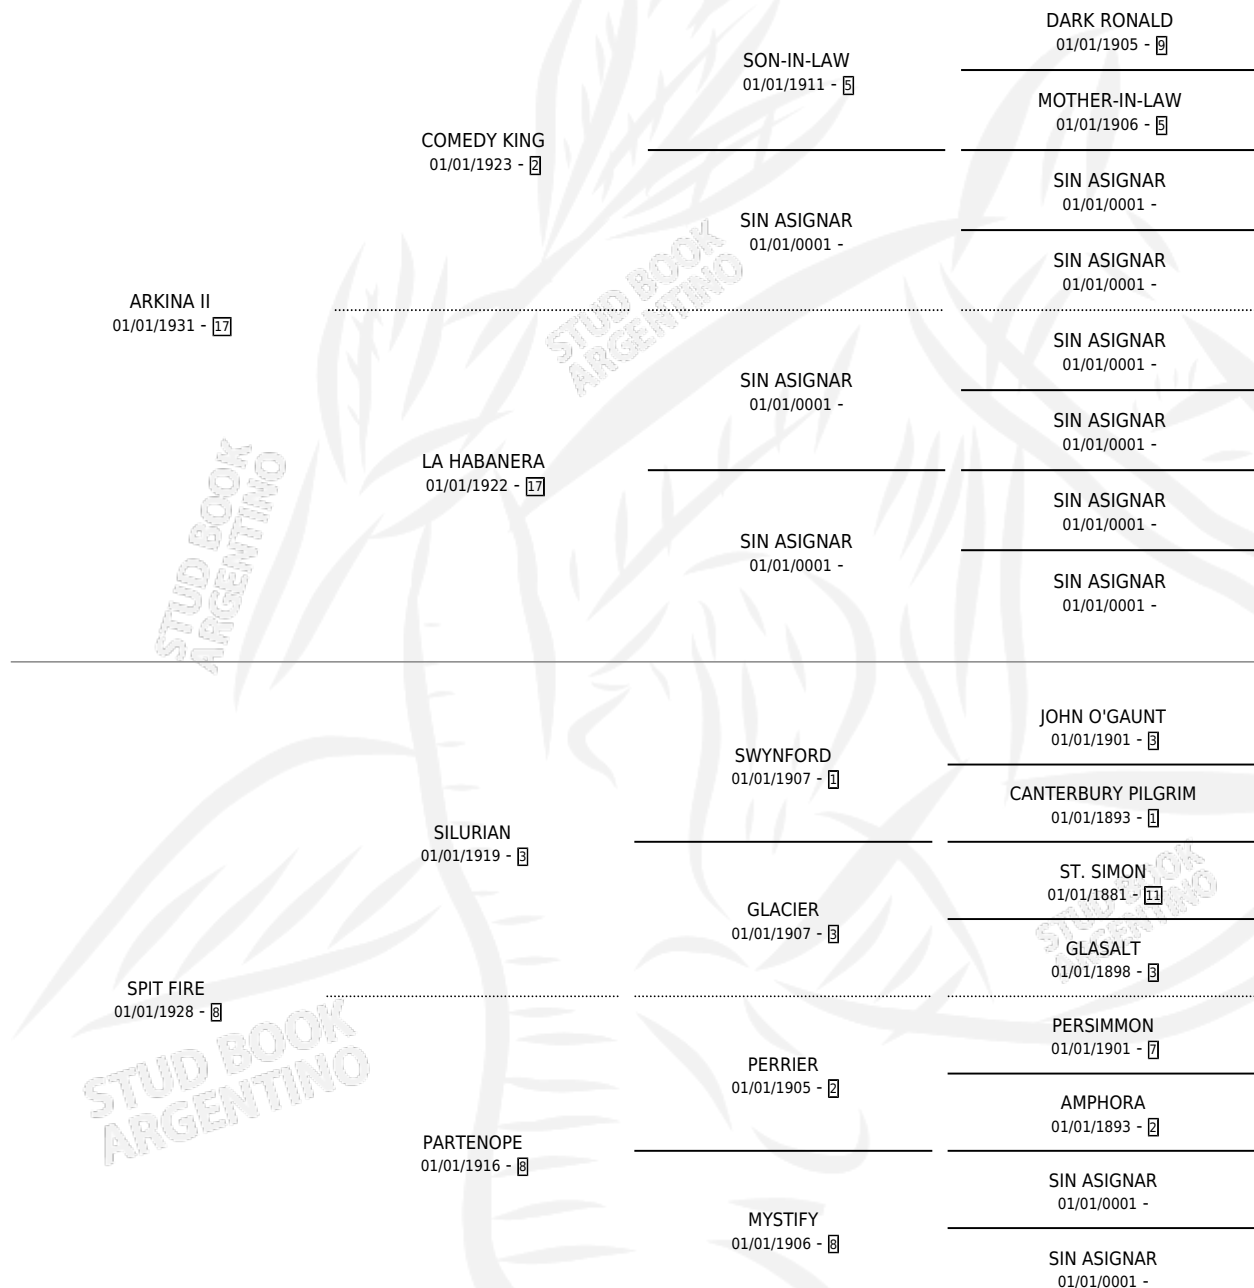 DARK RONALD
01/01/1905 - 9
SON-IN-LAW
01/01/1911 - 5
MOTHER-IN-LAW
01/01/1906 - 5
COMEDY KING
01/01/1923 - 2
SIN ASIGNAR
01/01/0001 -
SIN ASIGNAR
01/01/0001 -
SIN ASIGNAR
01/01/0001 -
ARKINA II
01/01/1931 - 17
SIN ASIGNAR
01/01/0001 -
SIN ASIGNAR
01/01/0001 -
SIN ASIGNAR
01/01/0001 -
LA HABANERA
01/01/1922 - 17
SIN ASIGNAR
01/01/0001 -
SIN ASIGNAR
01/01/0001 -
SIN ASIGNAR
01/01/0001 -
STUD BOOK
ARGENTINO
STUD BOOK
ARGENTINO
JOHN O'GAUNT
01/01/1901 - 3
SWYNFORD
01/01/1907 - 1
CANTERBURY PILGRIM
01/01/1893 - 1
SILURIAN
01/01/1919 - 3
ST. SIMON
01/01/1881 - 11
GLACIER
01/01/1907 - 3
GLASALT
01/01/1898 - 3
SPIT FIRE
01/01/1928 - 8
PERSIMMON
01/01/1901 - 7
PERRIER
01/01/1905 - 2
AMPHORA
01/01/1893 - 2
PARTENOPE
01/01/1916 - 8
SIN ASIGNAR
01/01/0001 -
MYSTIFY
01/01/1906 - 8
SIN ASIGNAR
01/01/0001 -
STUD BOOK
ARGENTINO
STUD BOOK
ARGENTINO